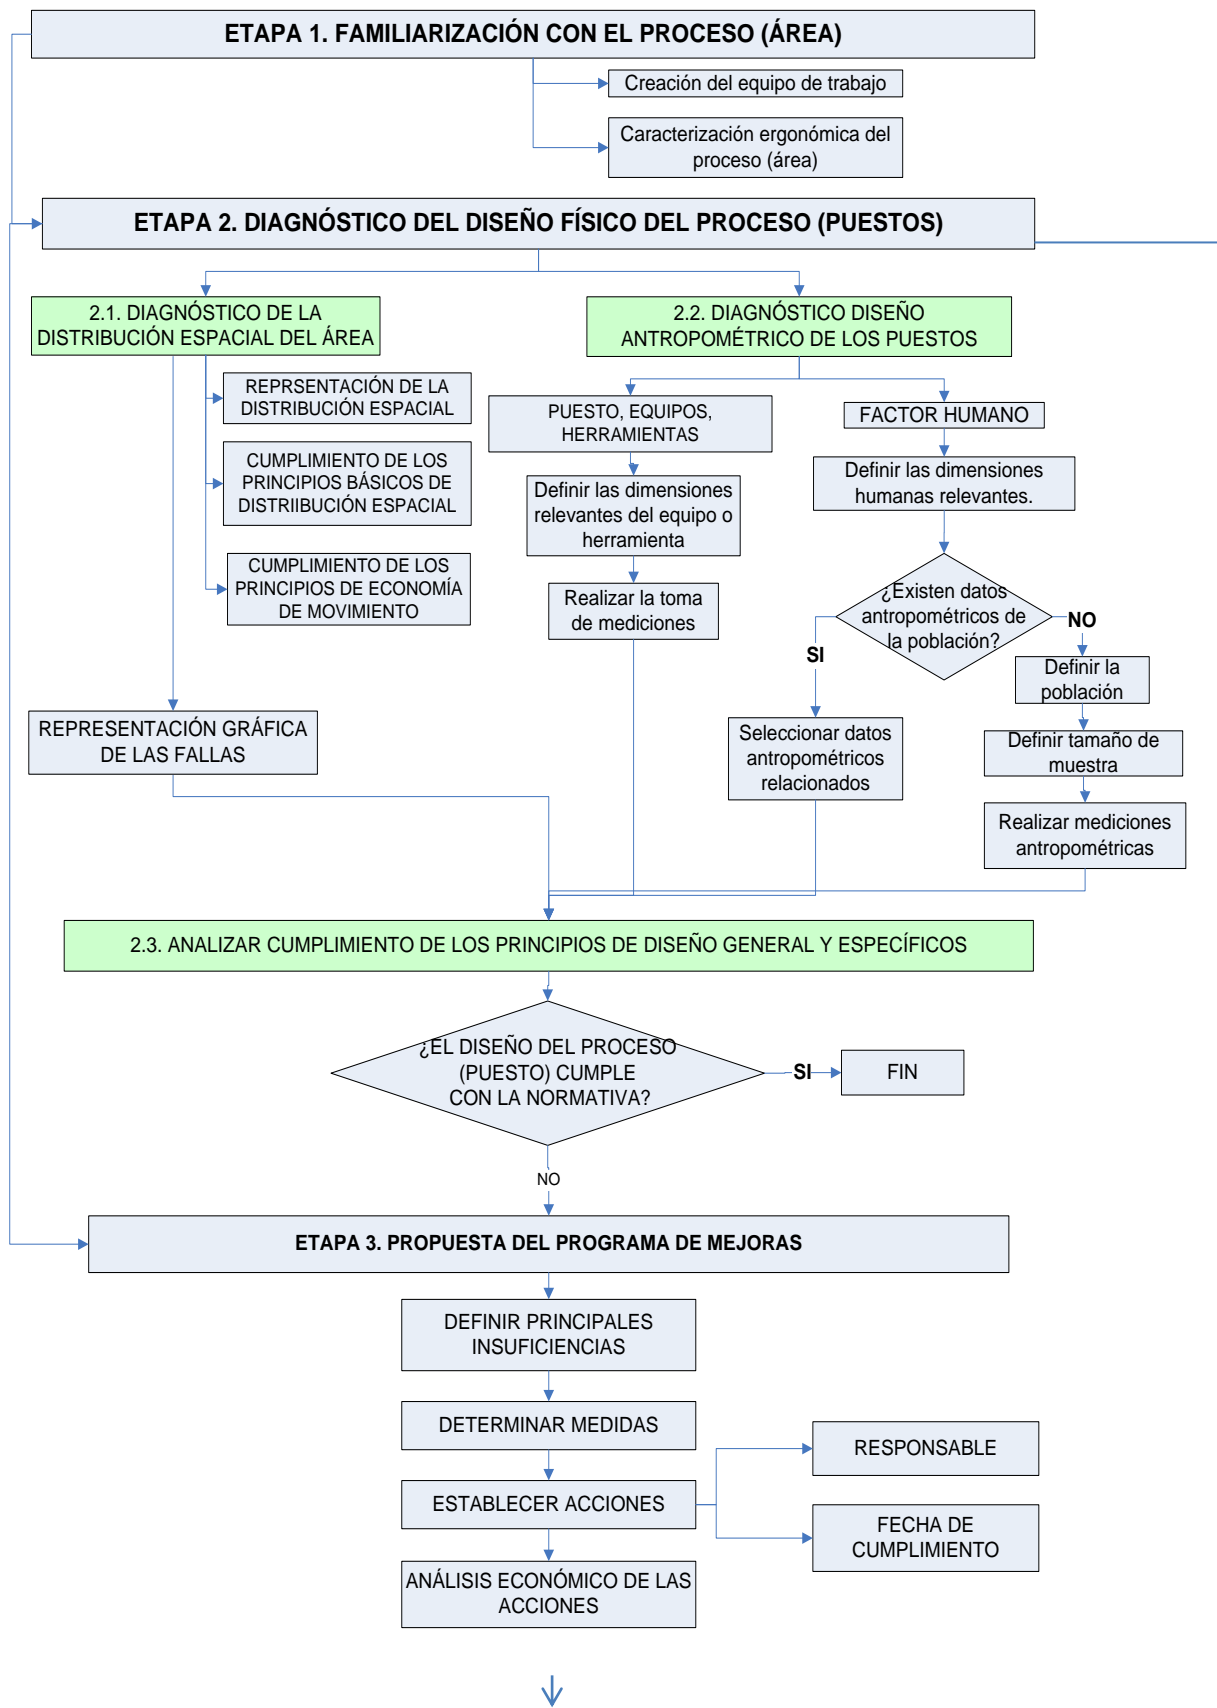 ETAPA 1. FAMILIARIZACIÓN CON EL PROCESO (ÁREA)
Creación del equipo de trabajo
Caracterización ergonómica del
proceso (área)
ETAPA 2. DIAGNÓSTICO DEL DISEÑO FÍSICO DEL PROCESO (PUESTOS)
2.1. DIAGNÓSTICO DE LA
DISTRIBUCIÓN ESPACIAL DEL ÁREA
REPRSENTACIÓN DE LA
DISTRIBUCIÓN ESPACIAL
CUMPLIMIENTO DE LOS
PRINCIPIOS BÁSICOS DE
DISTRIIBUCIÓN ESPACIAL
CUMPLIMIENTO DE LOS
PRINCIPIOS DE ECONOMÍA
DE MOVIMIENTO
REPRESENTACIÓN GRÁFICA
DE LAS FALLAS
2.2. DIAGNÓSTICO DISEÑO
ANTROPOMÉTRICO DE LOS PUESTOS
PUESTO, EQUIPOS,
HERRAMIENTAS
Definir las dimensiones
relevantes del equipo o
herramienta
Realizar la toma
de mediciones
FACTOR HUMANO
Definir las dimensiones
humanas relevantes.
¿Existen datos
antropométricos de
la población?
SI
NO
Seleccionar datos
antropométricos
relacionados
Definir la
población
Definir tamaño de
muestra
Realizar mediciones
antropométricas
2.3. ANALIZAR CUMPLIMIENTO DE LOS PRINCIPIOS DE DISEÑO GENERAL Y ESPECÍFICOS
¿EL DISEÑO DEL PROCESO
(PUESTO) CUMPLE
CON LA NORMATIVA?
SI
FIN
NO
ETAPA 3. PROPUESTA DEL PROGRAMA DE MEJORAS
DEFINIR PRINCIPALES
INSUFICIENCIAS
DETERMINAR MEDIDAS
ESTABLECER ACCIONES
RESPONSABLE
FECHA DE
CUMPLIMIENTO
ANÁLISIS ECONÓMICO DE LAS
ACCIONES